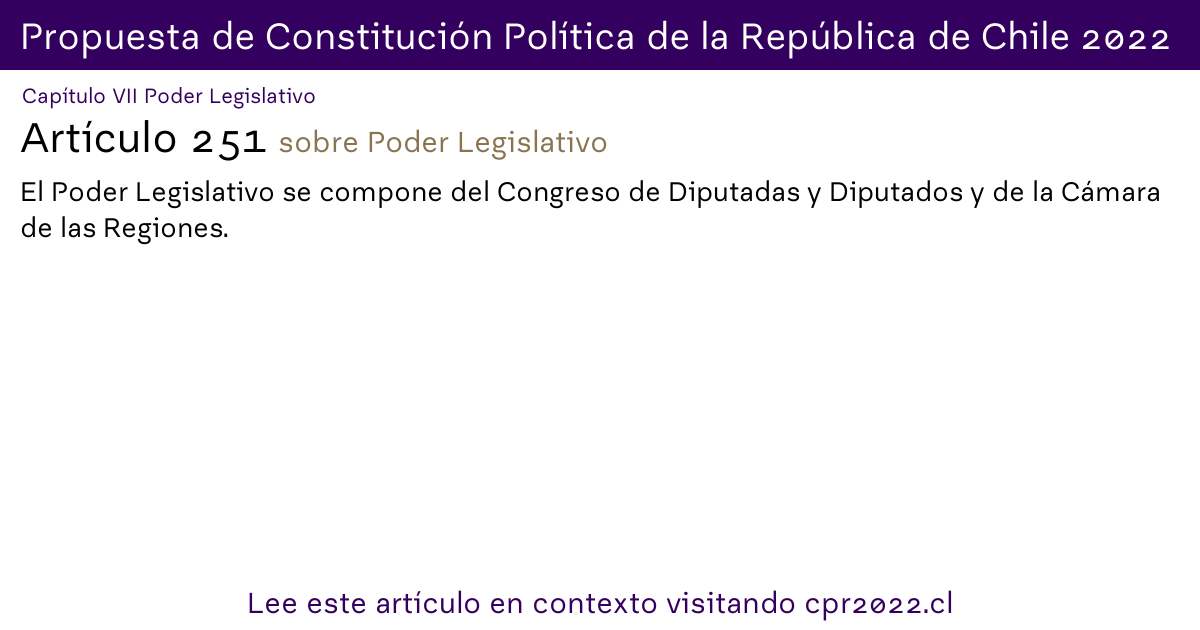 Propuesta de Constitución Política de la República de Chile 2022
Capítulo VII Poder Legislativo
Artículo 251 sobre Poder Legislativo
El Poder Legislativo se compone del Congreso de Diputadas y Diputados y de la Cámara
de las Regiones.
Lee este artículo en contexto visitando cpr2022.cl